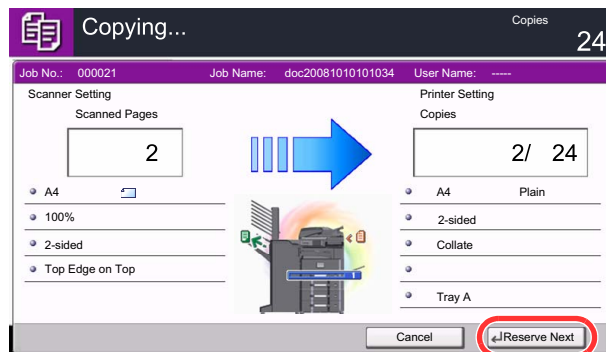 Copying...
Copies
24
Job No.: 000021 Job Name: doc20081010101034 User Name: -----
Scanner Setting
Scanned Pages
2
A4
100%
2-sided
Top Edge on Top
Printer Setting
Copies
2/ 24
A4 Plain
2-sided
Collate
Tray A
Cancel
Reserve Next